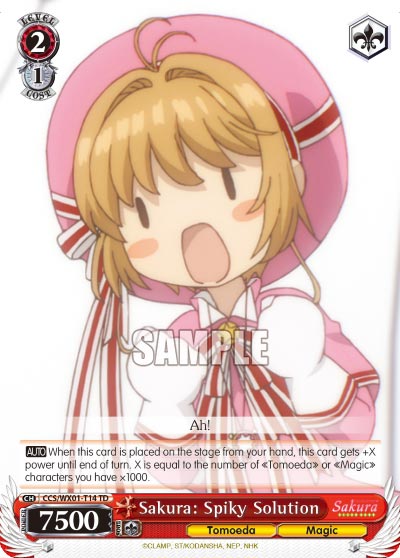 LEVEL
2
1
COST
SAMPLE
Ah!
AUTO When this card is placed on the stage from your hand, this card gets +X
power until end of turn. X is equal to the number of «Tomoeda» or «Magic»
characters you have ×1000.
CH CCS/WX01-T14 TD
7500
Sakura: Spiky Solution
Sakura
Tomoeda Magic
©CLAMP, ST/KODANSHA, NEP, NHK